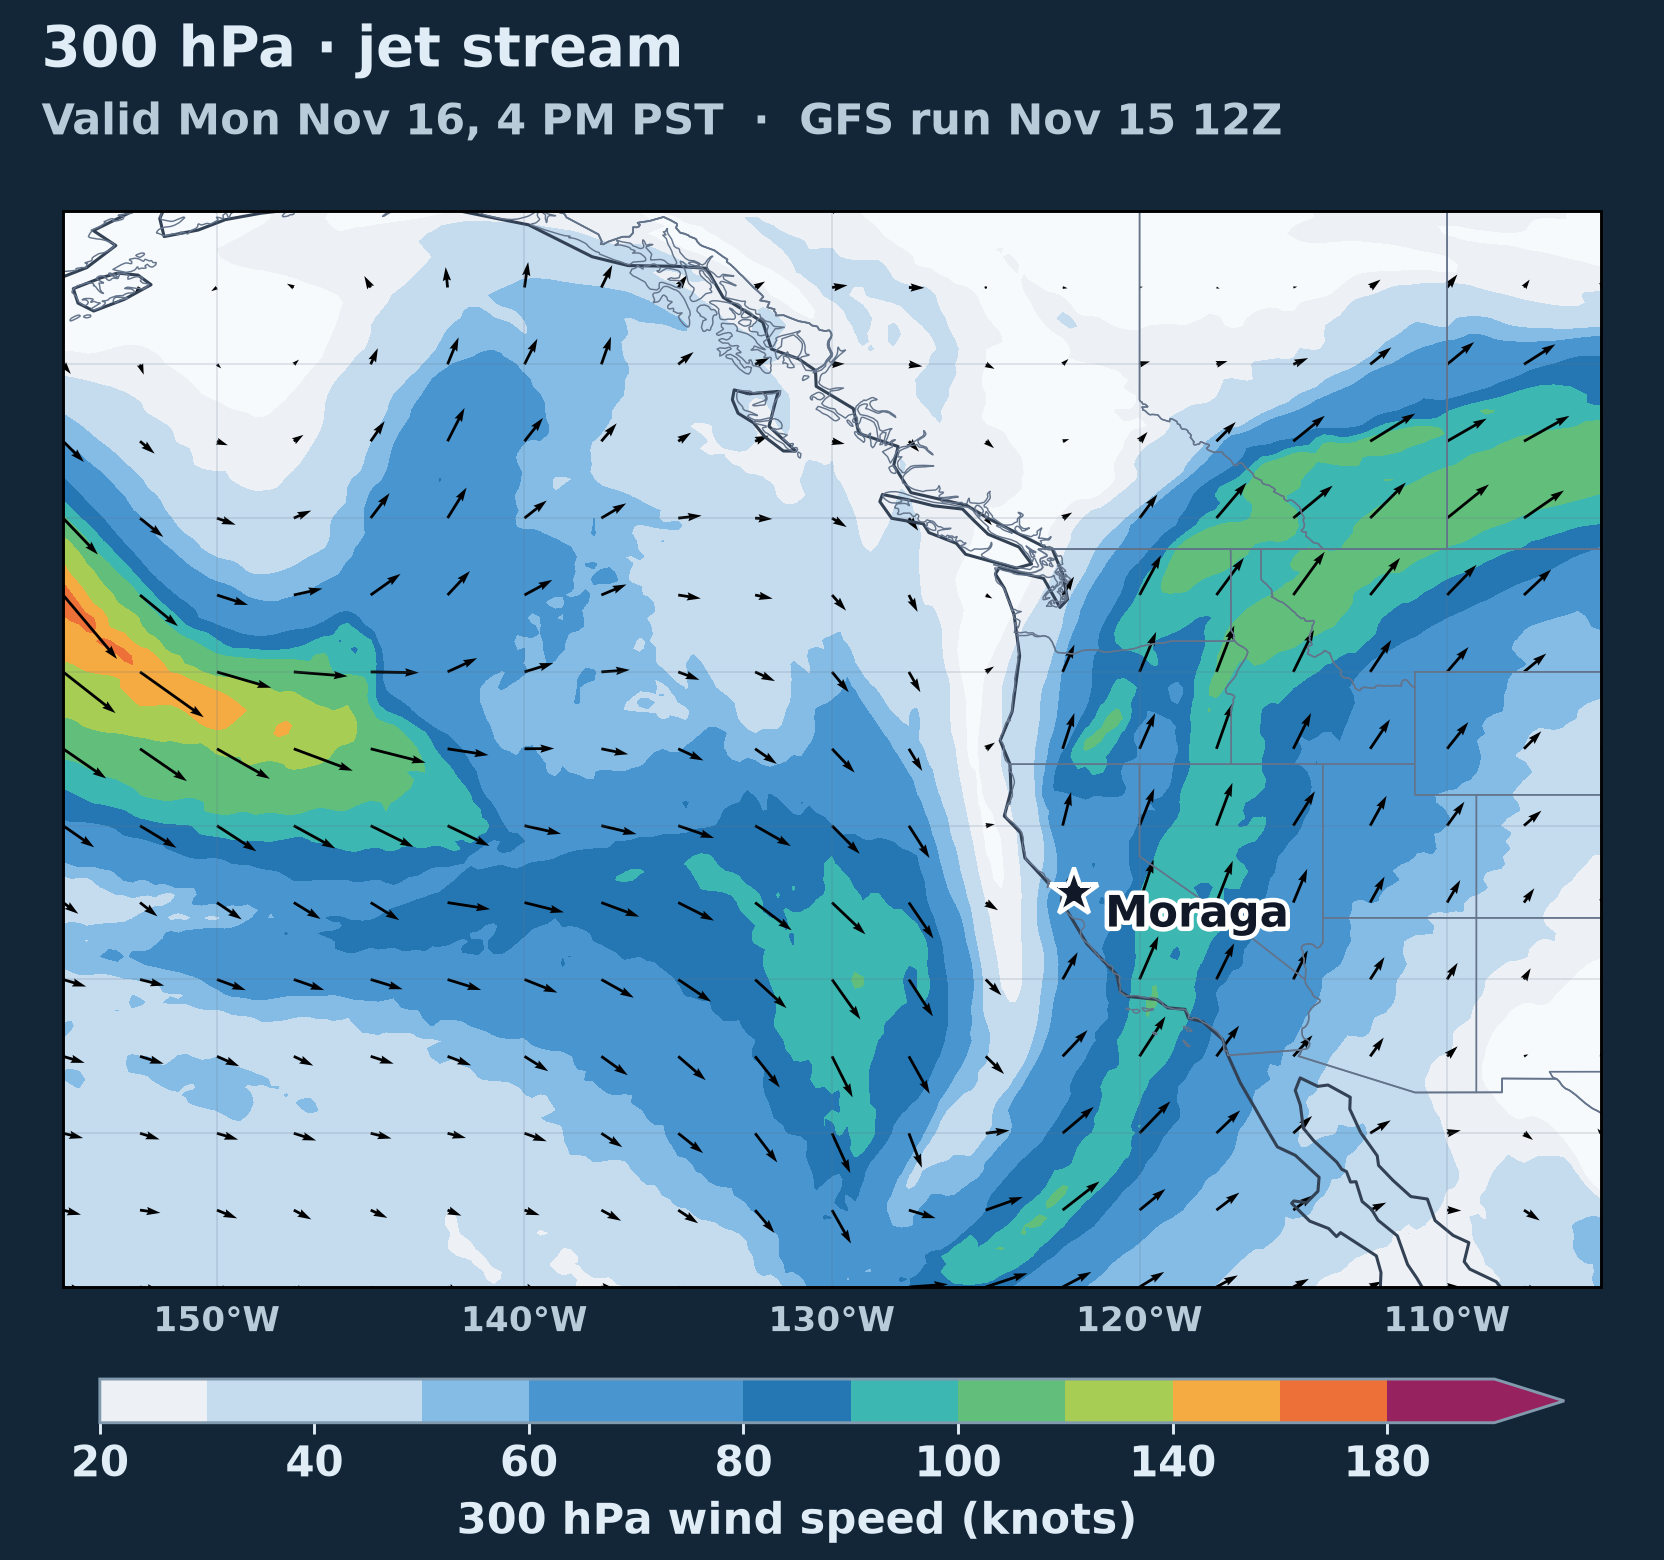 300 hPa · jet stream
Valid Mon Nov 16, 4 PM PST · GFS run Nov 15 12Z
Moraga
150°W 140°W 130°W 120°W 110°W
20 40 60 80 100 140 180
300 hPa wind speed (knots)